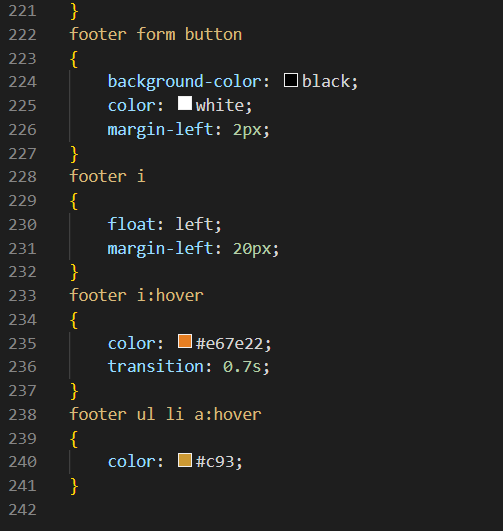 221 }
222 footer form button
223 {
224     background-color: black;
225     color: white;
226     margin-left: 2px;
227 }
228 footer i
229 {
230     float: left;
231     margin-left: 20px;
232 }
233 footer i:hover
234 {
235     color: #e67e22;
236     transition: 0.7s;
237 }
238 footer ul li a:hover
239 {
240     color: #c93;
241 }
242